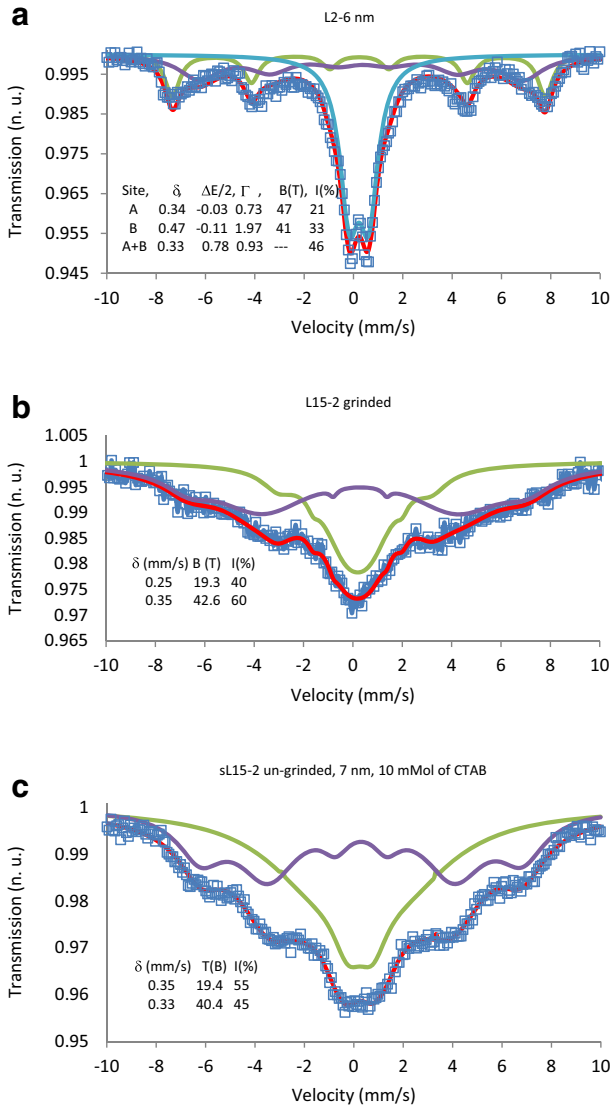 a
L2-6 nm
0.995
0.985
0.975
0.965
0.955
0.945
Transmission (n. u.)
Site, δ ΔE/2, Γ , B(T) I(%)
A 0.34 -0.03 0.73 47 21
B 0.47 -0.11 1.97 41 33
A+B 0.33 0.78 0.93 --- 46
-10 -8 -6 -4 -2 0 2 4 6 8 10
Velocity (mm/s)
b
L15-2 grinded
1.005
1
0.995
0.99
0.985
0.98
0.975
0.97
0.965
Transmission (n. u.)
δ (mm/s) B (T) I(%)
0.25 19.3 40
0.35 42.6 60
-10 -8 -6 -4 -2 0 2 4 6 8 10
Velocity (mm/s)
c
sL15-2 un-grinded, 7 nm, 10 mMol of CTAB
1
0.99
0.98
0.97
0.96
0.95
Transmission (n. u.)
δ (mm/s) T(B) I(%)
0.35 19.4 55
0.33 40.4 45
-10 -8 -6 -4 -2 0 2 4 6 8 10
Velocity (mm/s)